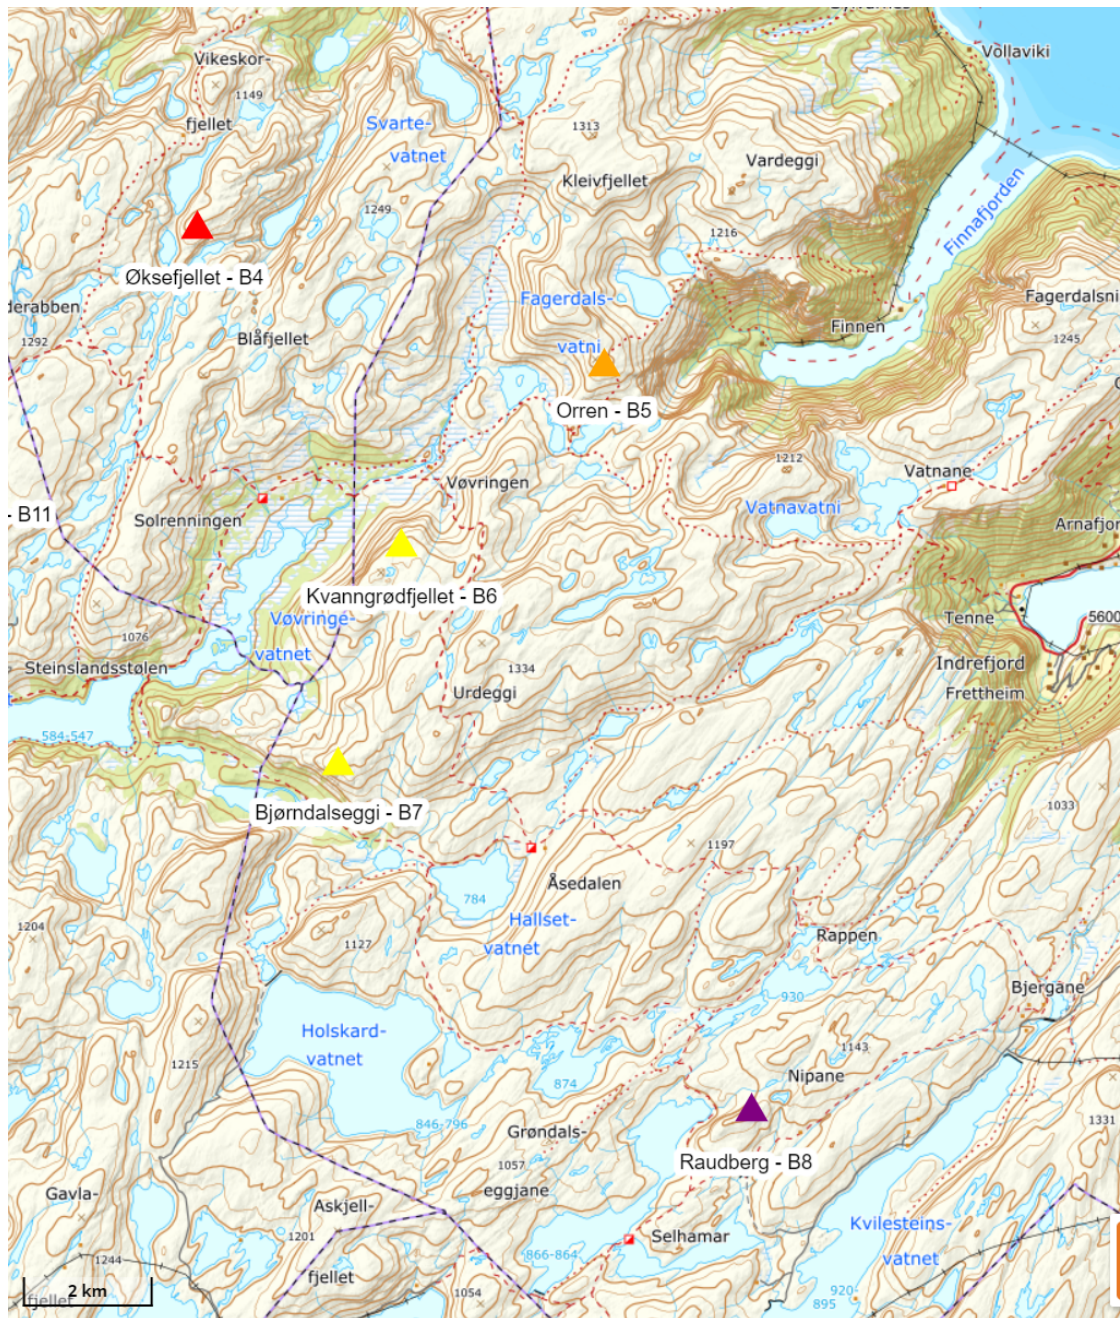 Vollaviki
Vikeskor-
1149
fjellet
Svarte-
vatnet
1313
Kleivfjellet
Vardeggi
Finnafjorden
1249
1216
Øksefjellet - B4
derabben
1292
Blåfjellet
Fagerdals-
vatni
Finnen
Fagerdalsni
1245
Orren - B5
1212
Vatnane
Vøvringen
Vatnavatni
- B11
Solrenningen
Arnafjor
Kvanngrødfjellet - B6
Vøvringe-
vatnet
1076
Steinslandsstølen
Tenne
5600
1334
Urdeggi
Indrefjord
Frettheim
584-547
Bjørndalseggi - B7
1033
1197
Åsedalen
784
Hallset-
vatnet
1204
1127
Rappen
Bjergane
930
Holskard-
vatnet
1215
1143
Nipane
874
846-796
Grøndals-
1331
1057
eggjane
Raudberg - B8
Gavla-
Askjell-
1201
fjellet
Selhamar
Kvilesteins-
vatnet
866-864
1244
2 km
fjellet
1054
920-
895